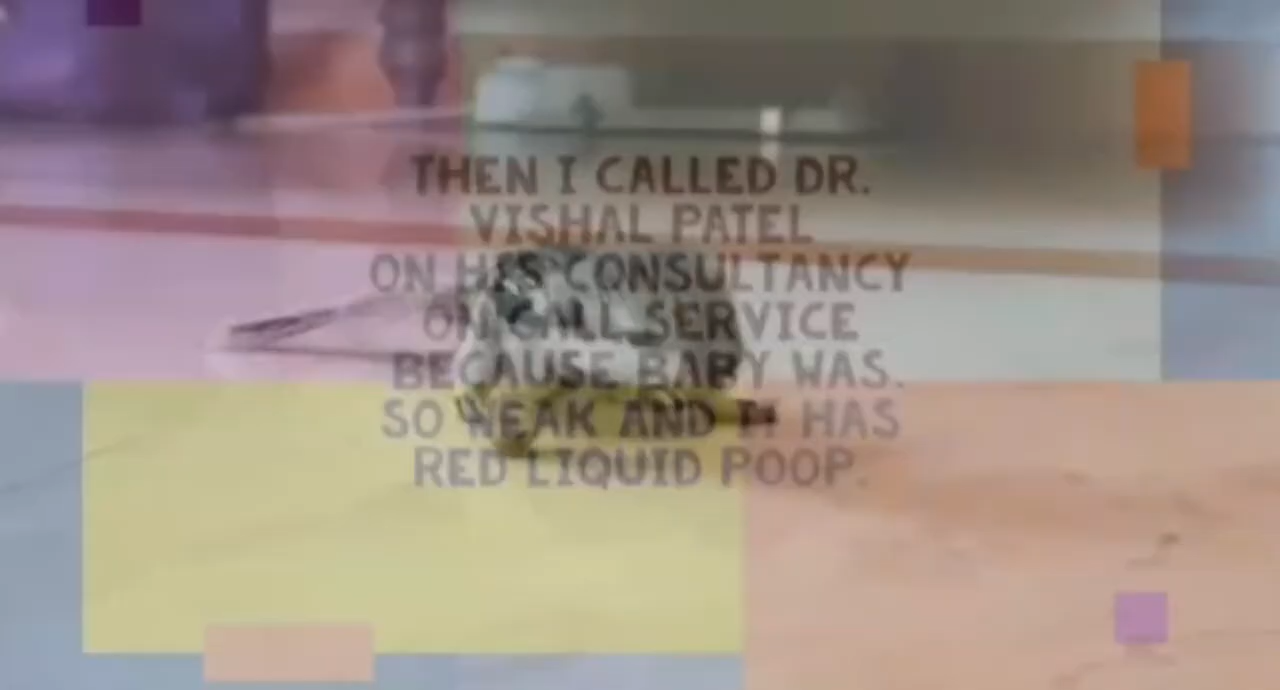 THEN I CALLED DR.
VISHAL PATEL
ON HIS CONSULTANCY
ON CALL SERVICE
BECAUSE BABY WAS.
SO WEAK AND IT HAS
RED LIQUID POOP.